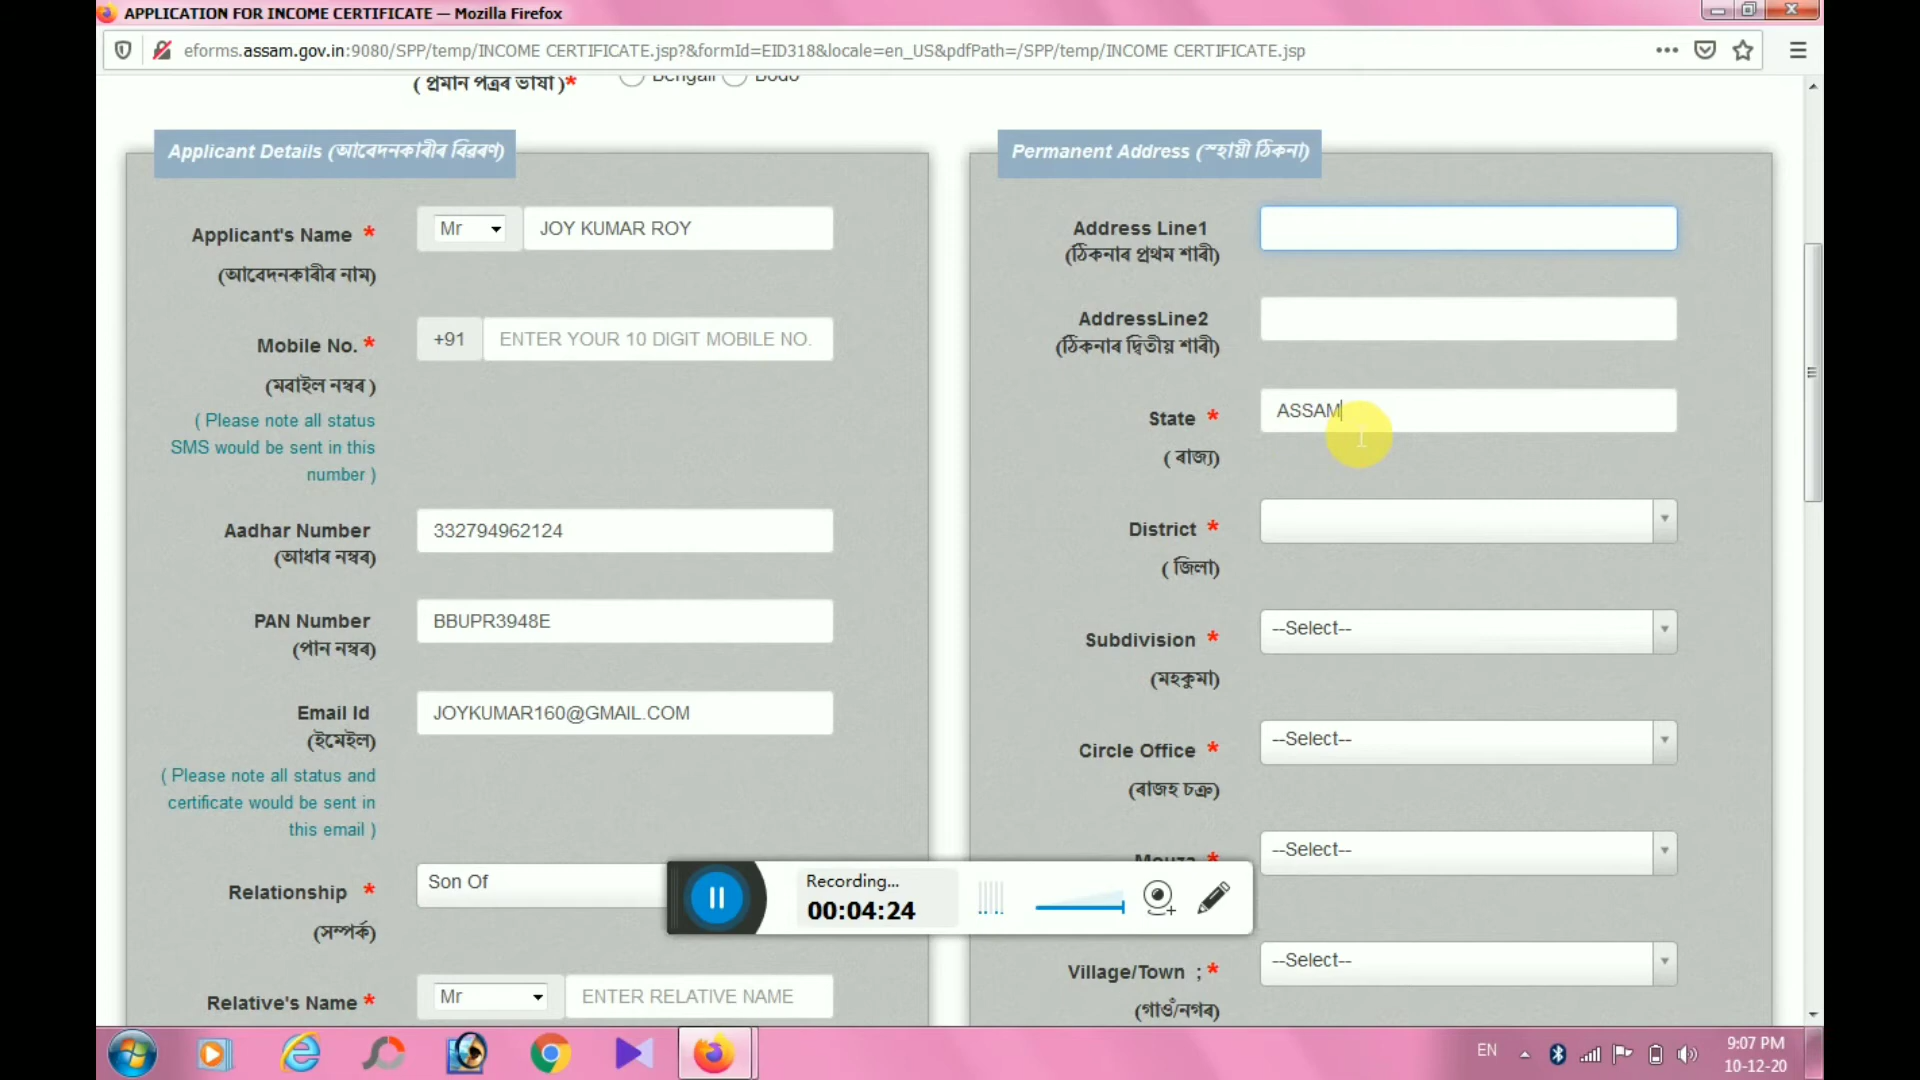 APPLICATION FOR INCOME CERTIFICATE — Mozilla Firefox
eforms.assam.gov.in:9080/SPP/temp/INCOME CERTIFICATE.jsp?&formId=EID318&locale=en_US&pdfPath=/SPP/temp/INCOME CERTIFICATE.jsp
( প্ৰমান পত্ৰৰ ভাষা )*
Bengali Bodo
Applicant Details (আবেদনকাৰীৰ বিৱৰণ)
Applicant's Name *
(আবেদনকাৰীৰ নাম)
Mr
JOY KUMAR ROY
Mobile No. *
(মবাইল নম্বৰ )
( Please note all status
SMS would be sent in this
number )
+91
ENTER YOUR 10 DIGIT MOBILE NO.
Aadhar Number
(আধাৰ নম্বৰ)
332794962124
PAN Number
(পান নম্বৰ)
BBUPR3948E
Email Id
(ইমেইল)
( Please note all status and
certificate would be sent in
this email )
JOYKUMAR160@GMAIL.COM
Relationship *
(সম্পৰ্ক)
Son Of
Relative's Name *
Mr
ENTER RELATIVE NAME
Permanent Address (স্হায়ী ঠিকনা)
Address Line1
(ঠিকনাৰ প্ৰথম শাৰী)
AddressLine2
(ঠিকনাৰ দ্বিতীয় শাৰী)
State *
( ৰাজ্য)
ASSAM
District *
( জিলা)
Subdivision *
(মহকুমা)
--Select--
Circle Office *
(ৰাজহ চক্ৰ)
--Select--
Mouza *
--Select--
Village/Town ; *
(গাওঁ/নগৰ)
--Select--
Recording...
00:04:24
EN
9:07 PM
10-12-20